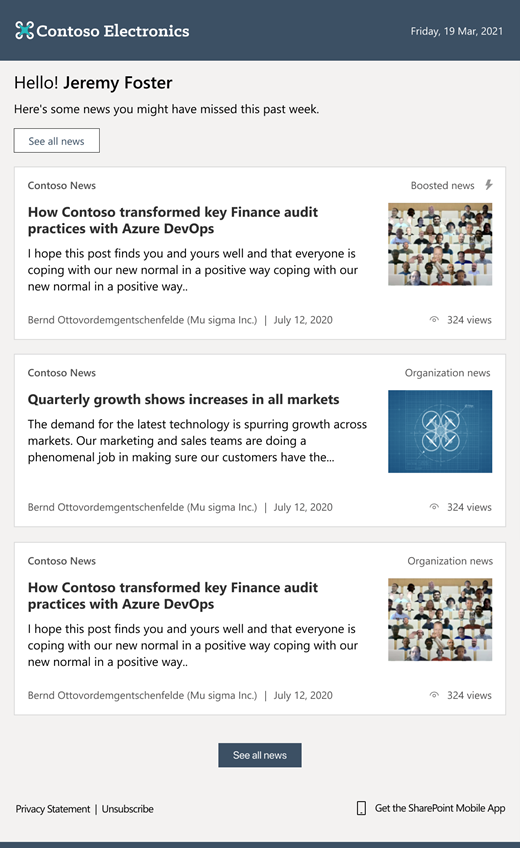 Contoso Electronics
Friday, 19 Mar, 2021
Hello! Jeremy Foster
Here's some news you might have missed this past week.
See all news
Contoso News
Boosted news
How Contoso transformed key Finance audit
practices with Azure DevOps
I hope this post finds you and yours well and that everyone is
coping with our new normal in a positive way coping with our
new normal in a positive way..
Bernd Ottovordemgentschenfelde (Mu sigma Inc.) | July 12, 2020
324 views
Contoso News
Organization news
Quarterly growth shows increases in all markets
The demand for the latest technology is spurring growth across
markets. Our marketing and sales teams are doing a
phenomenal job in making sure our customers have the...
Bernd Ottovordemgentschenfelde (Mu sigma Inc.) | July 12, 2020
324 views
Contoso News
Organization news
How Contoso transformed key Finance audit
practices with Azure DevOps
I hope this post finds you and yours well and that everyone is
coping with our new normal in a positive way coping with our
new normal in a positive way..
Bernd Ottovordemgentschenfelde (Mu sigma Inc.) | July 12, 2020
324 views
See all news
Privacy Statement | Unsubscribe
Get the SharePoint Mobile App